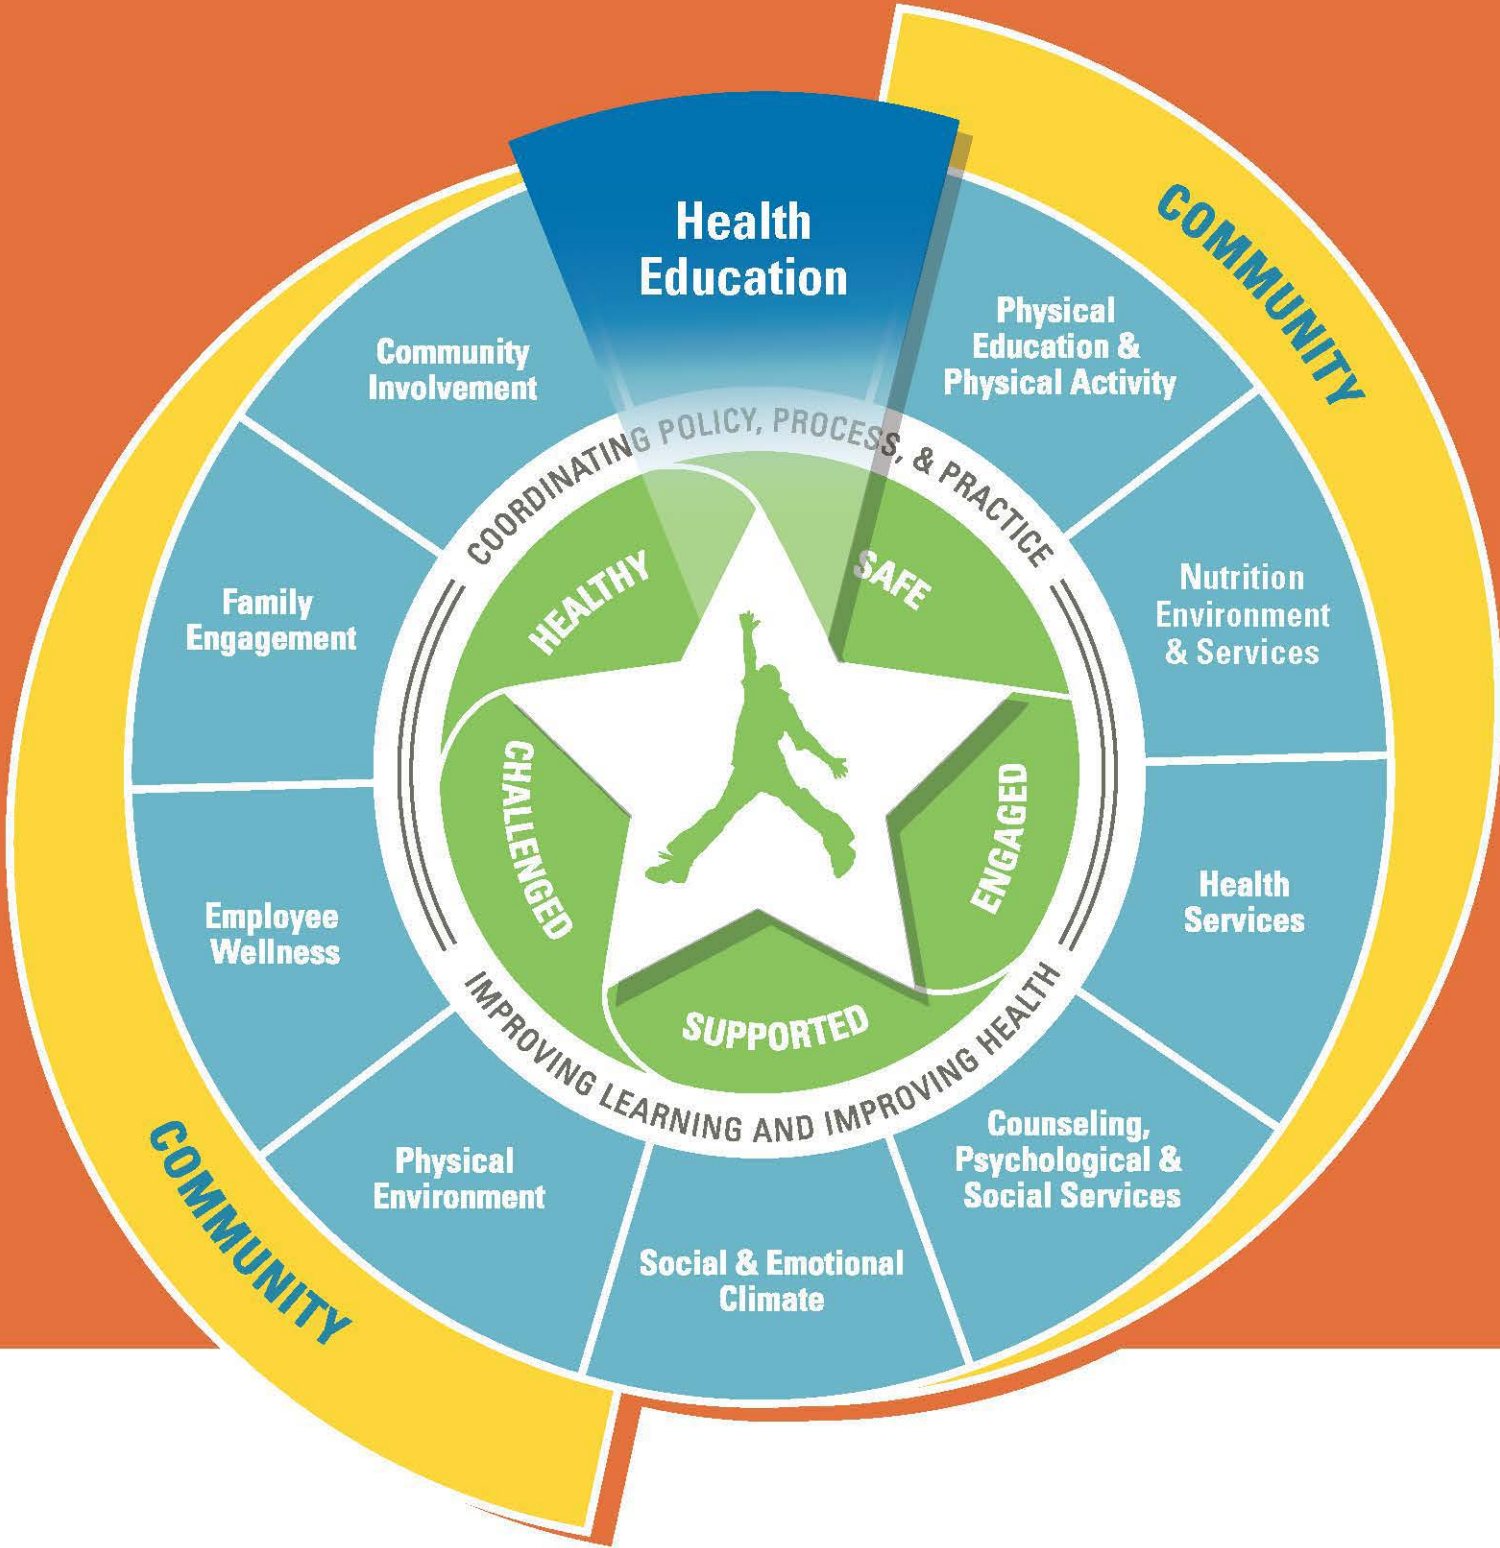 COMMUNITY
Health
Education
Physical
Education &
Physical Activity
Nutrition
Environment
& Services
Health
Services
Counseling,
Psychological &
Social Services
Social & Emotional
Climate
Physical
Environment
Employee
Wellness
Family
Engagement
Community
Involvement
COORDINATING POLICY, PROCESS, & PRACTICE
IMPROVING LEARNING AND IMPROVING HEALTH
HEALTHY
SAFE
ENGAGED
SUPPORTED
CHALLENGED
COMMUNITY